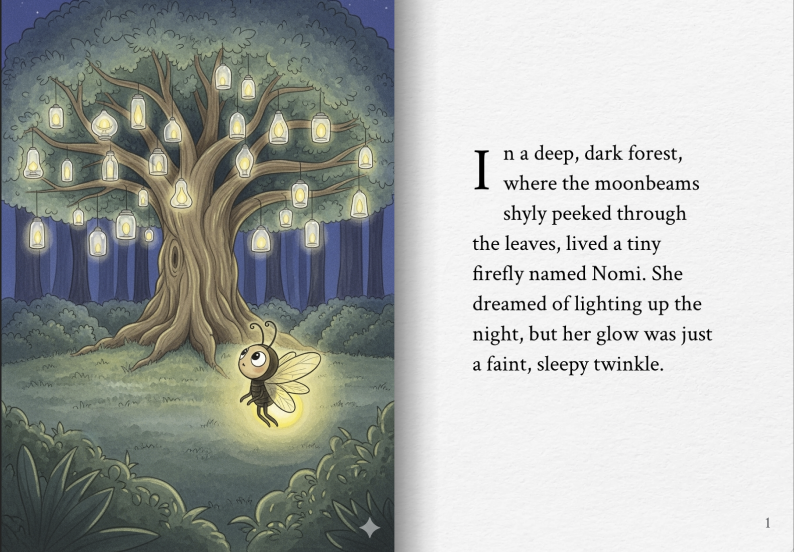 In a deep, dark forest,
where the moonbeams
shyly peeked through
the leaves, lived a tiny
firefly named Nomi. She
dreamed of lighting up the
night, but her glow was just
a faint, sleepy twinkle.
1